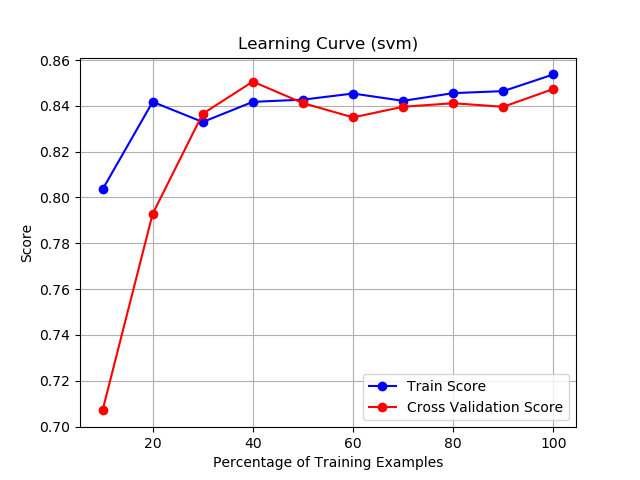 Learning Curve (svm)
0.86
0.84
0.82
0.80
0.78
0.76
0.74
0.72
0.70
Score
20
40
60
80
100
Percentage of Training Examples
Train Score
Cross Validation Score